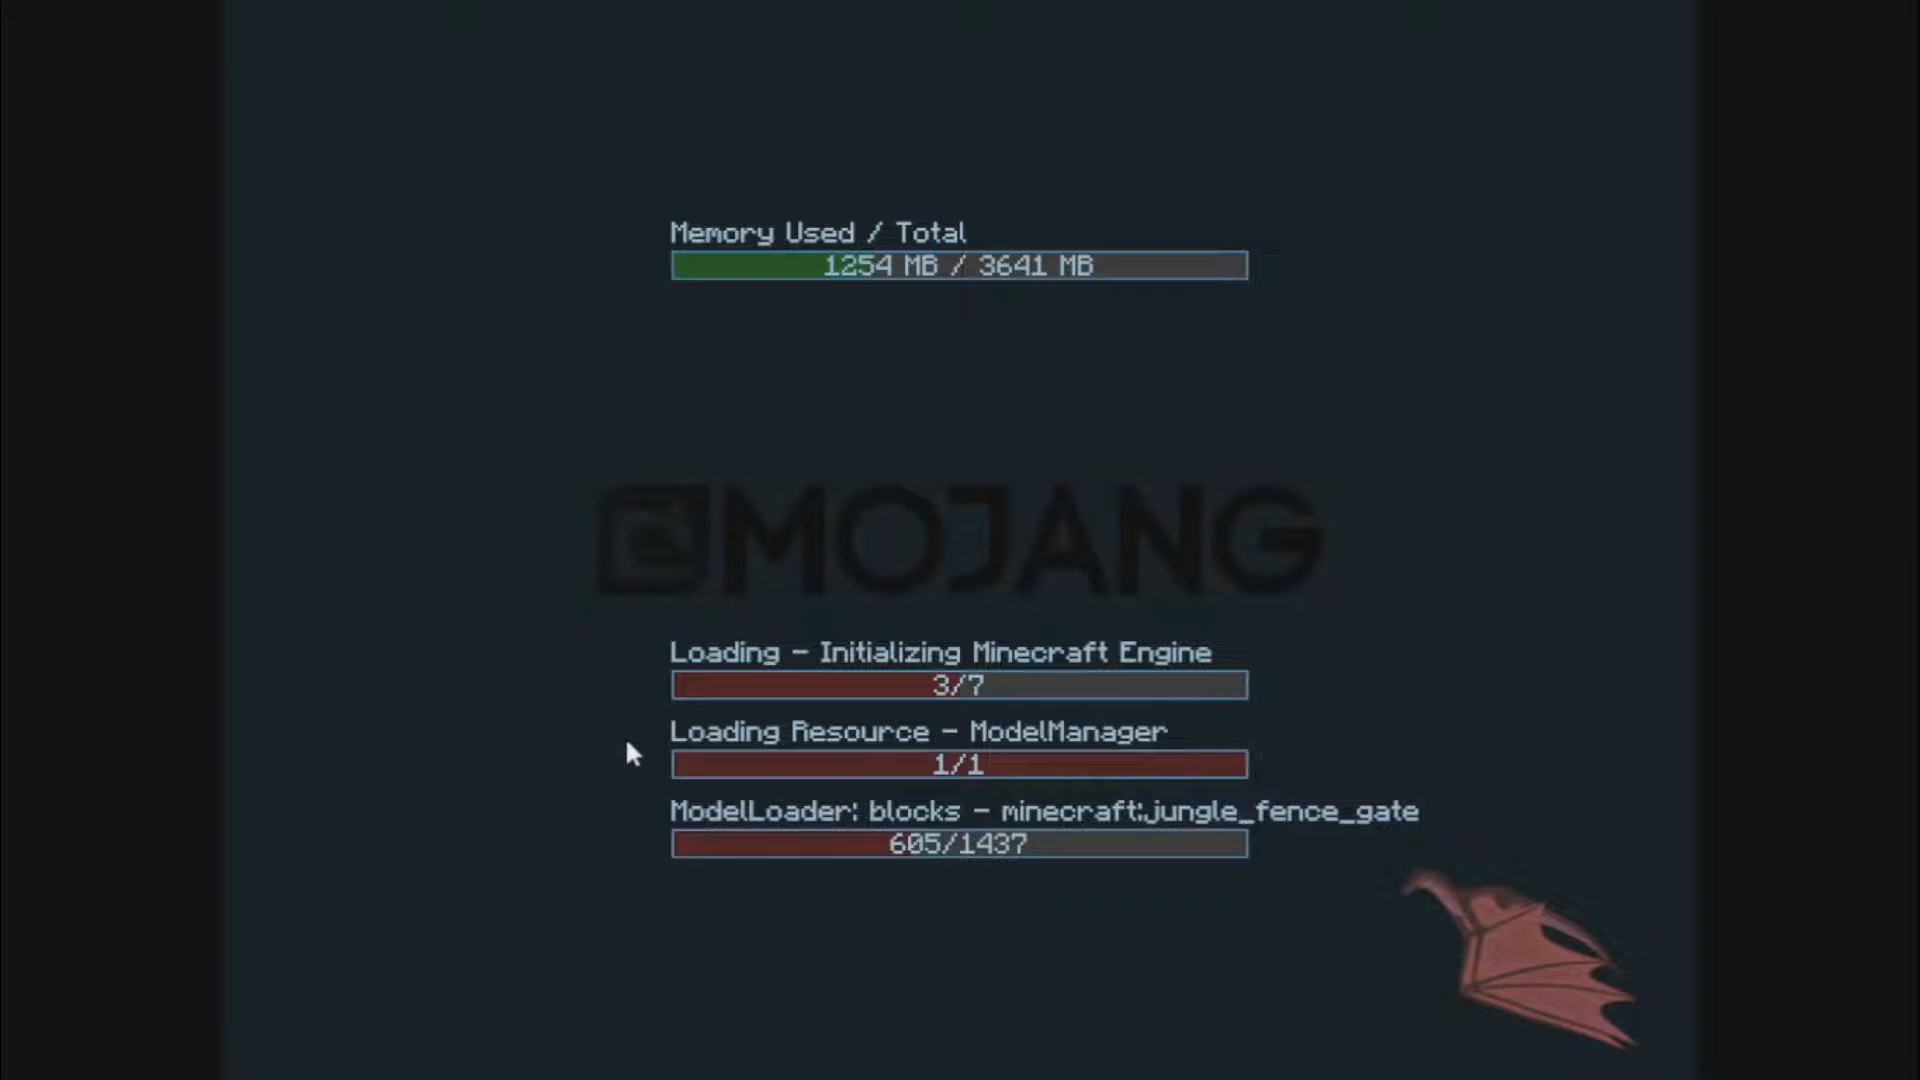 Memory Used / Total
1254 MB / 3641 MB
MOJANG
Loading - Initializing Minecraft Engine
3/7
Loading Resource - ModelManager
1/1
ModelLoader: blocks - minecraft:jungle_fence_gate
605/1437